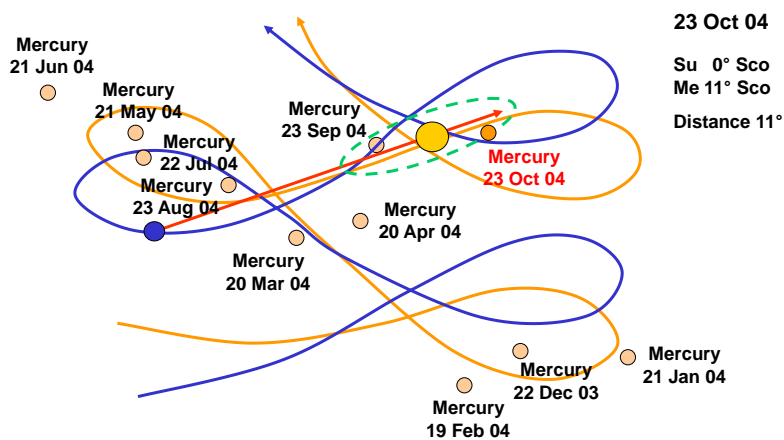 23 Oct 04
Su 0° Sco
Me 11° Sco
Distance 11°
Mercury
21 Jun 04
Mercury
21 May 04
Mercury
22 Jul 04
Mercury
23 Aug 04
Mercury
23 Sep 04
Mercury
23 Oct 04
Mercury
20 Apr 04
Mercury
20 Mar 04
Mercury
22 Dec 03
Mercury
21 Jan 04
Mercury
19 Feb 04